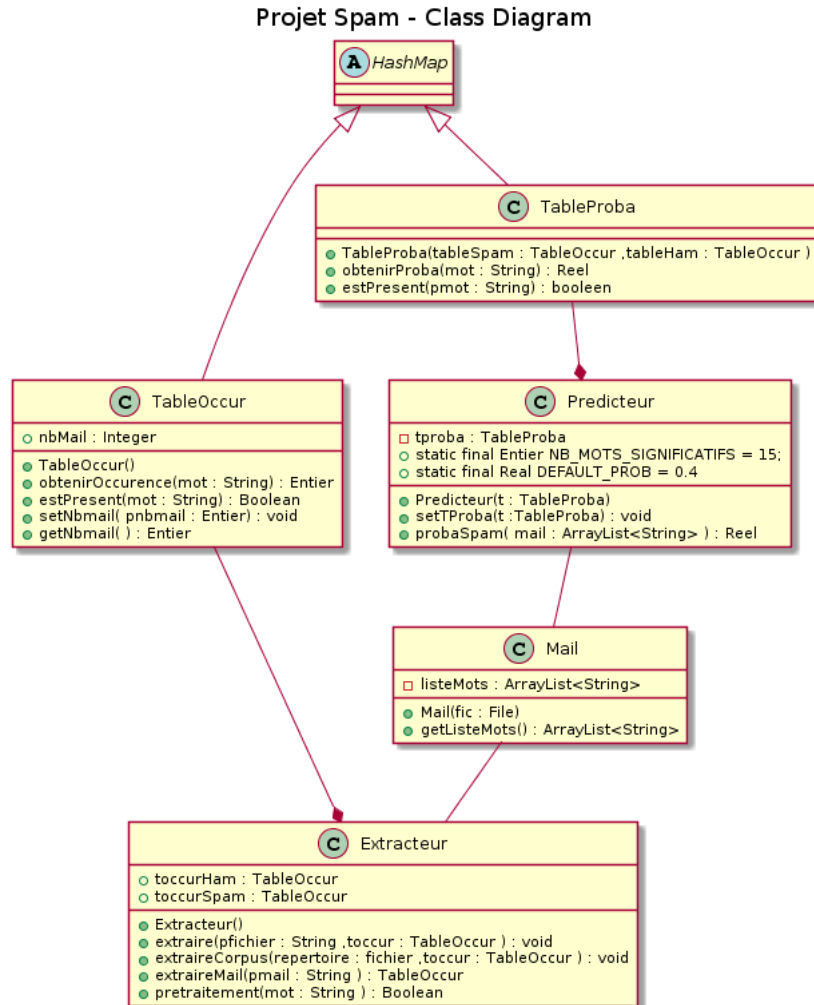 Projet Spam - Class Diagram
A HashMap
C TableProba
TableProba(tableSpam : TableOccur ,tableHam : TableOccur )
obtenirProba(mot : String) : Reel
estPresent(pmot : String) : booleen
C TableOccur
nbMail : Integer
TableOccur()
obtenirOccurence(mot : String) : Entier
estPresent(mot : String) : Boolean
setNbmail( pnbmail : Entier) : void
getNbmail( ) : Entier
C Predicteur
tproba : TableProba
static final Entier NB_MOTS_SIGNIFICATIFS = 15;
static final Real DEFAULT_PROB = 0.4
Predicteur(t : TableProba)
setTProba(t :TableProba) : void
probaSpam( mail : ArrayList<String> ) : Reel
C Mail
listeMots : ArrayList<String>
Mail(fic : File)
getListeMots() : ArrayList<String>
C Extracteur
toccurHam : TableOccur
toccurSpam : TableOccur
Extracteur()
extraire(pfichier : String ,toccur : TableOccur ) : void
extraireCorpus(repertoire : fichier ,toccur : TableOccur ) : void
extraireMail(pmail : String ) : TableOccur
pretraitement(mot : String ) : Boolean